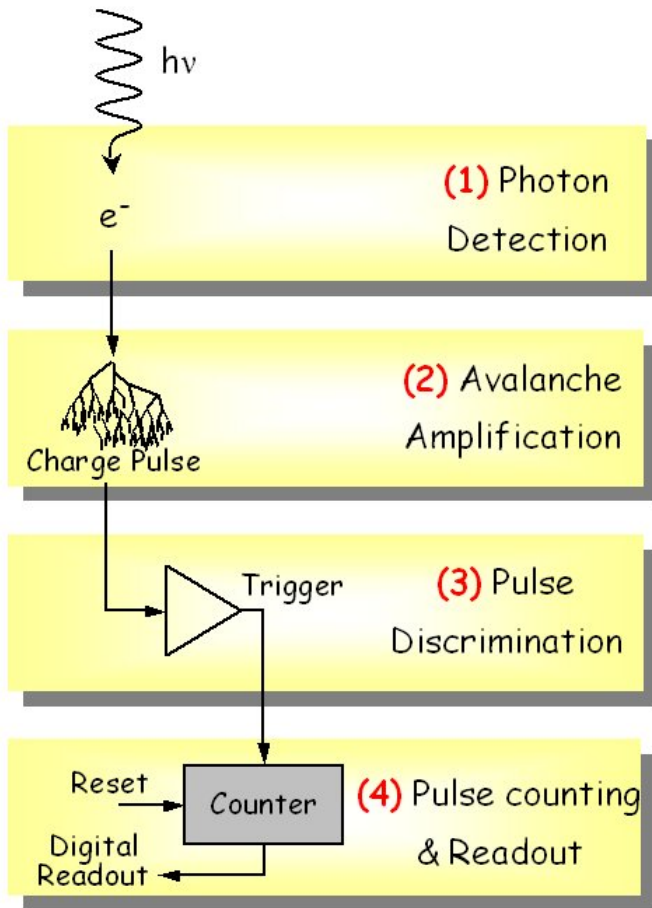 hν
(1) Photon
Detection
e⁻
(2) Avalanche
Amplification
Charge Pulse
(3) Pulse
Discrimination
Trigger
(4) Pulse counting
& Readout
Reset
Counter
Digital
Readout